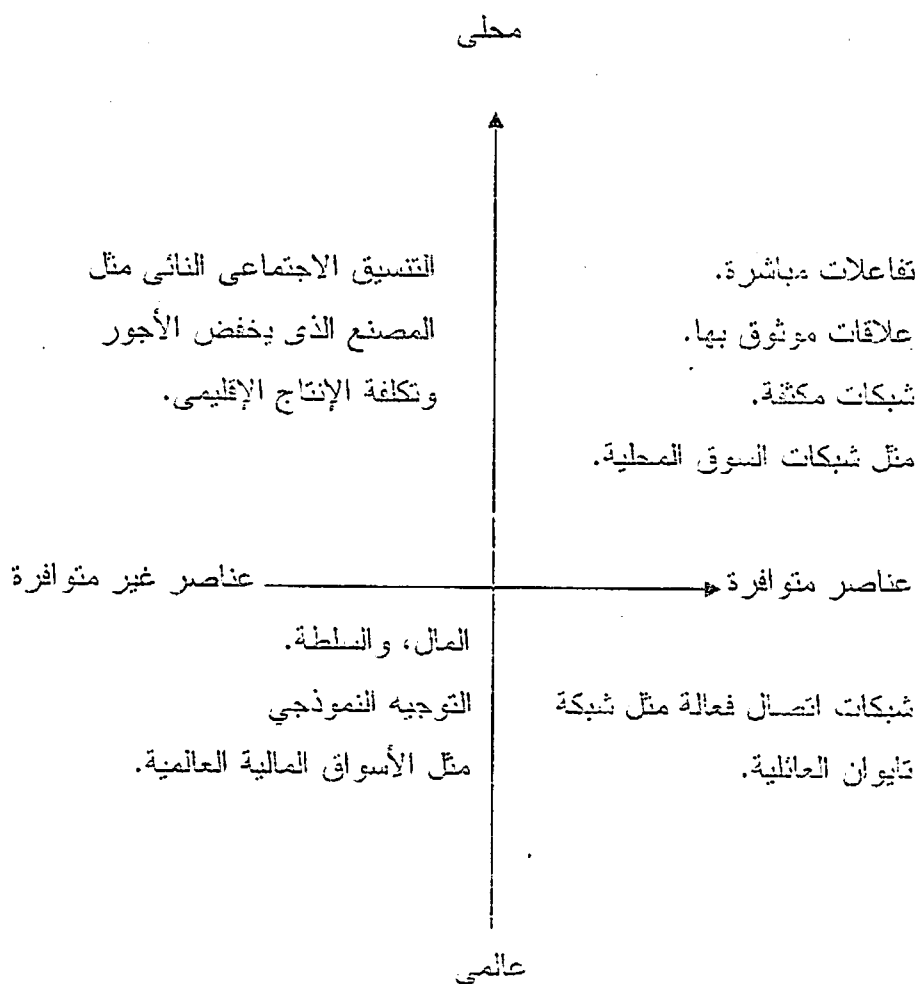 محلى
تفاعلات مباشرة.
علاقات موثوق بها.
شبكات مكثفة.
مثل شبكات السوق المحلية.
التنسيق الاجتماعى النائى مثل
المصنع الذى يخفض الأجور
وتكلفة الإنتاج الإقليمى.
عناصر متوافرة
عناصر غير متوافرة
شبكات اتصال فعالة مثل شبكة
تايوان العائلية.
المال، والسلطة.
التوجيه النموذجي
مثل الأسواق المالية العالمية.
عالمى